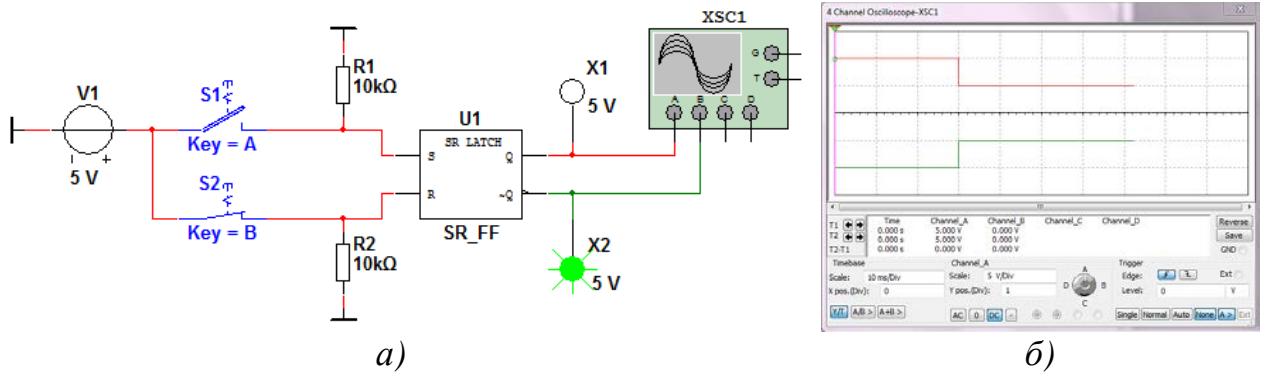 XSC1
G
T
A B C D
V1
5 V
S1
Key = A
S2
Key = B
R1
10kΩ
R2
10kΩ
U1
SR LATCH
S Q
R ~Q
SR_FF
X1
5 V
X2
5 V
а)
4 Channel Oscilloscope-XSC1
Time Channel_A Channel_B Channel_C Channel_D
T1 0.000 s 5.000 V 0.000 V
T2 0.000 s 5.000 V 0.000 V
T2-T1 0.000 s 0.000 V 0.000 V
Reverse
Save
GND
Timebase
Scale: 10 ms/Div
X pos.(Div): 0
Y/T A/B > A+B >
Channel_A
Scale: 5 V/Div
Y pos.(Div): 1
AC 0 DC -
A
D B
C
Trigger
Edge: Ext
Level: 0 V
Single Normal Auto None A > Ext
б)